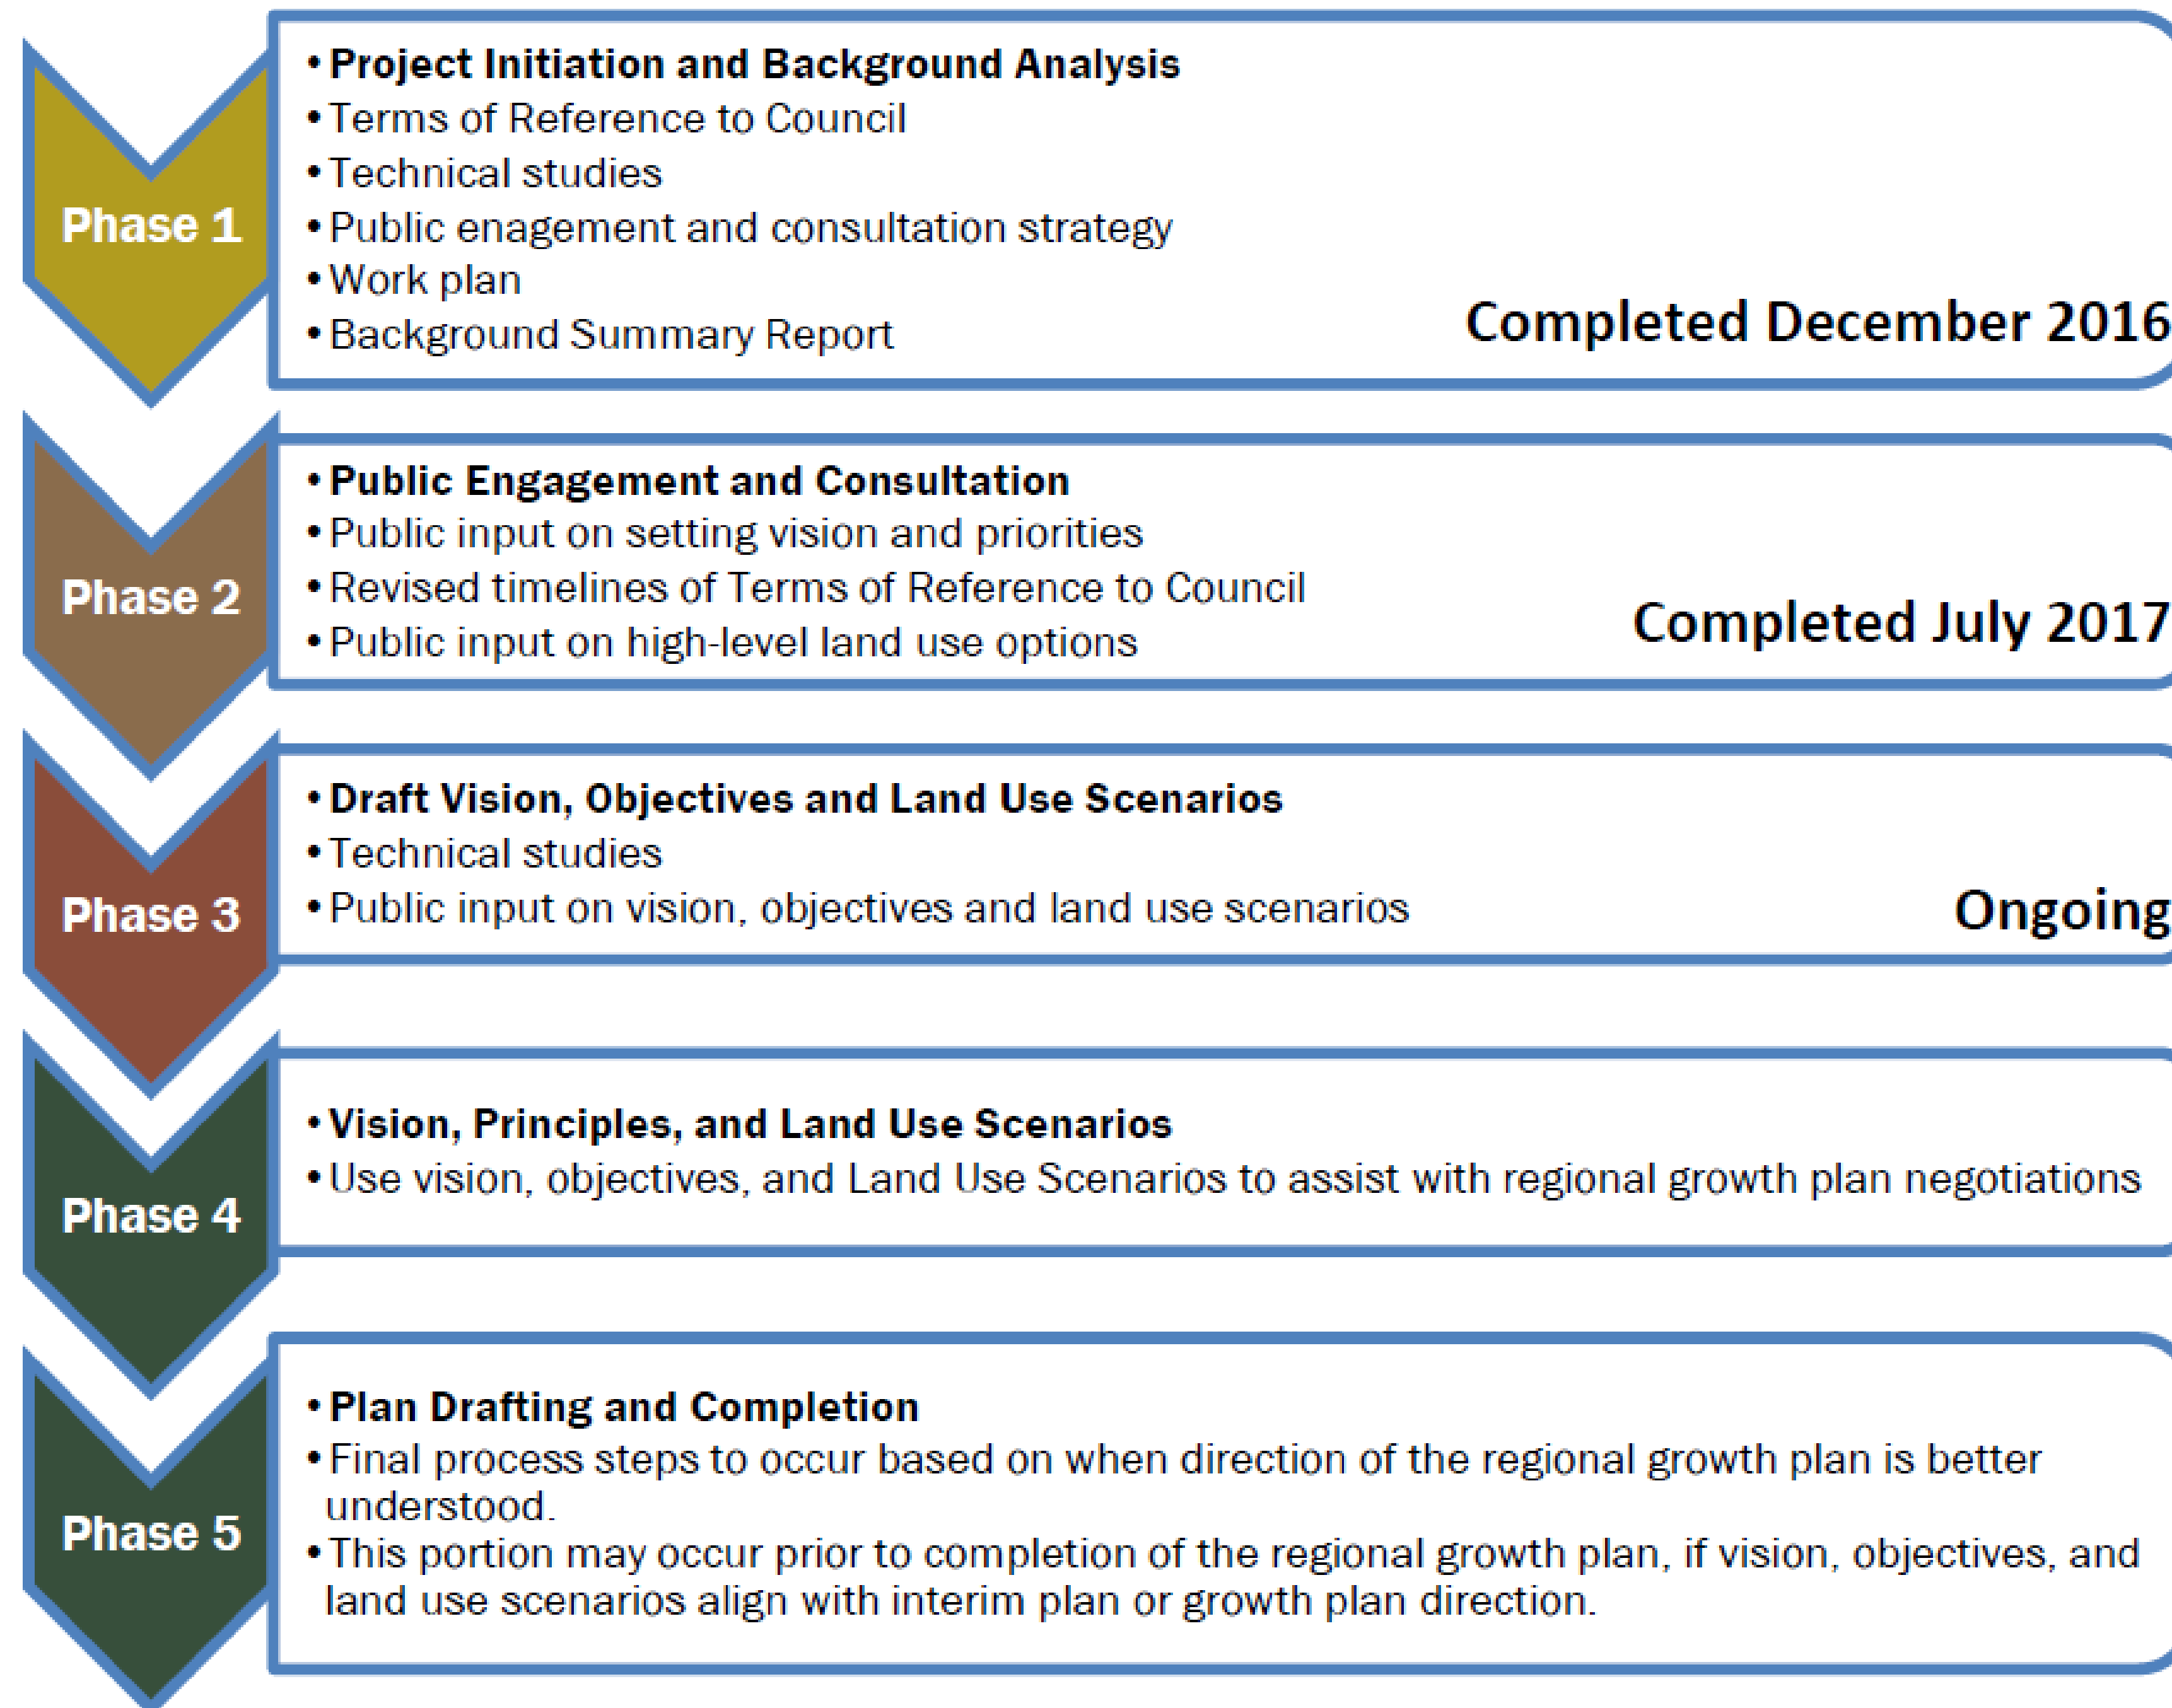 Phase 1
• Project Initiation and Background Analysis
• Terms of Reference to Council
• Technical studies
• Public enagement and consultation strategy
• Work plan
• Background Summary Report
Completed December 2016
Phase 2
• Public Engagement and Consultation
• Public input on setting vision and priorities
• Revised timelines of Terms of Reference to Council
• Public input on high-level land use options
Completed July 2017
Phase 3
• Draft Vision, Objectives and Land Use Scenarios
• Technical studies
• Public input on vision, objectives and land use scenarios
Ongoing
Phase 4
• Vision, Principles, and Land Use Scenarios
• Use vision, objectives, and Land Use Scenarios to assist with regional growth plan negotiations
Phase 5
• Plan Drafting and Completion
• Final process steps to occur based on when direction of the regional growth plan is better
understood.
• This portion may occur prior to completion of the regional growth plan, if vision, objectives, and
land use scenarios align with interim plan or growth plan direction.